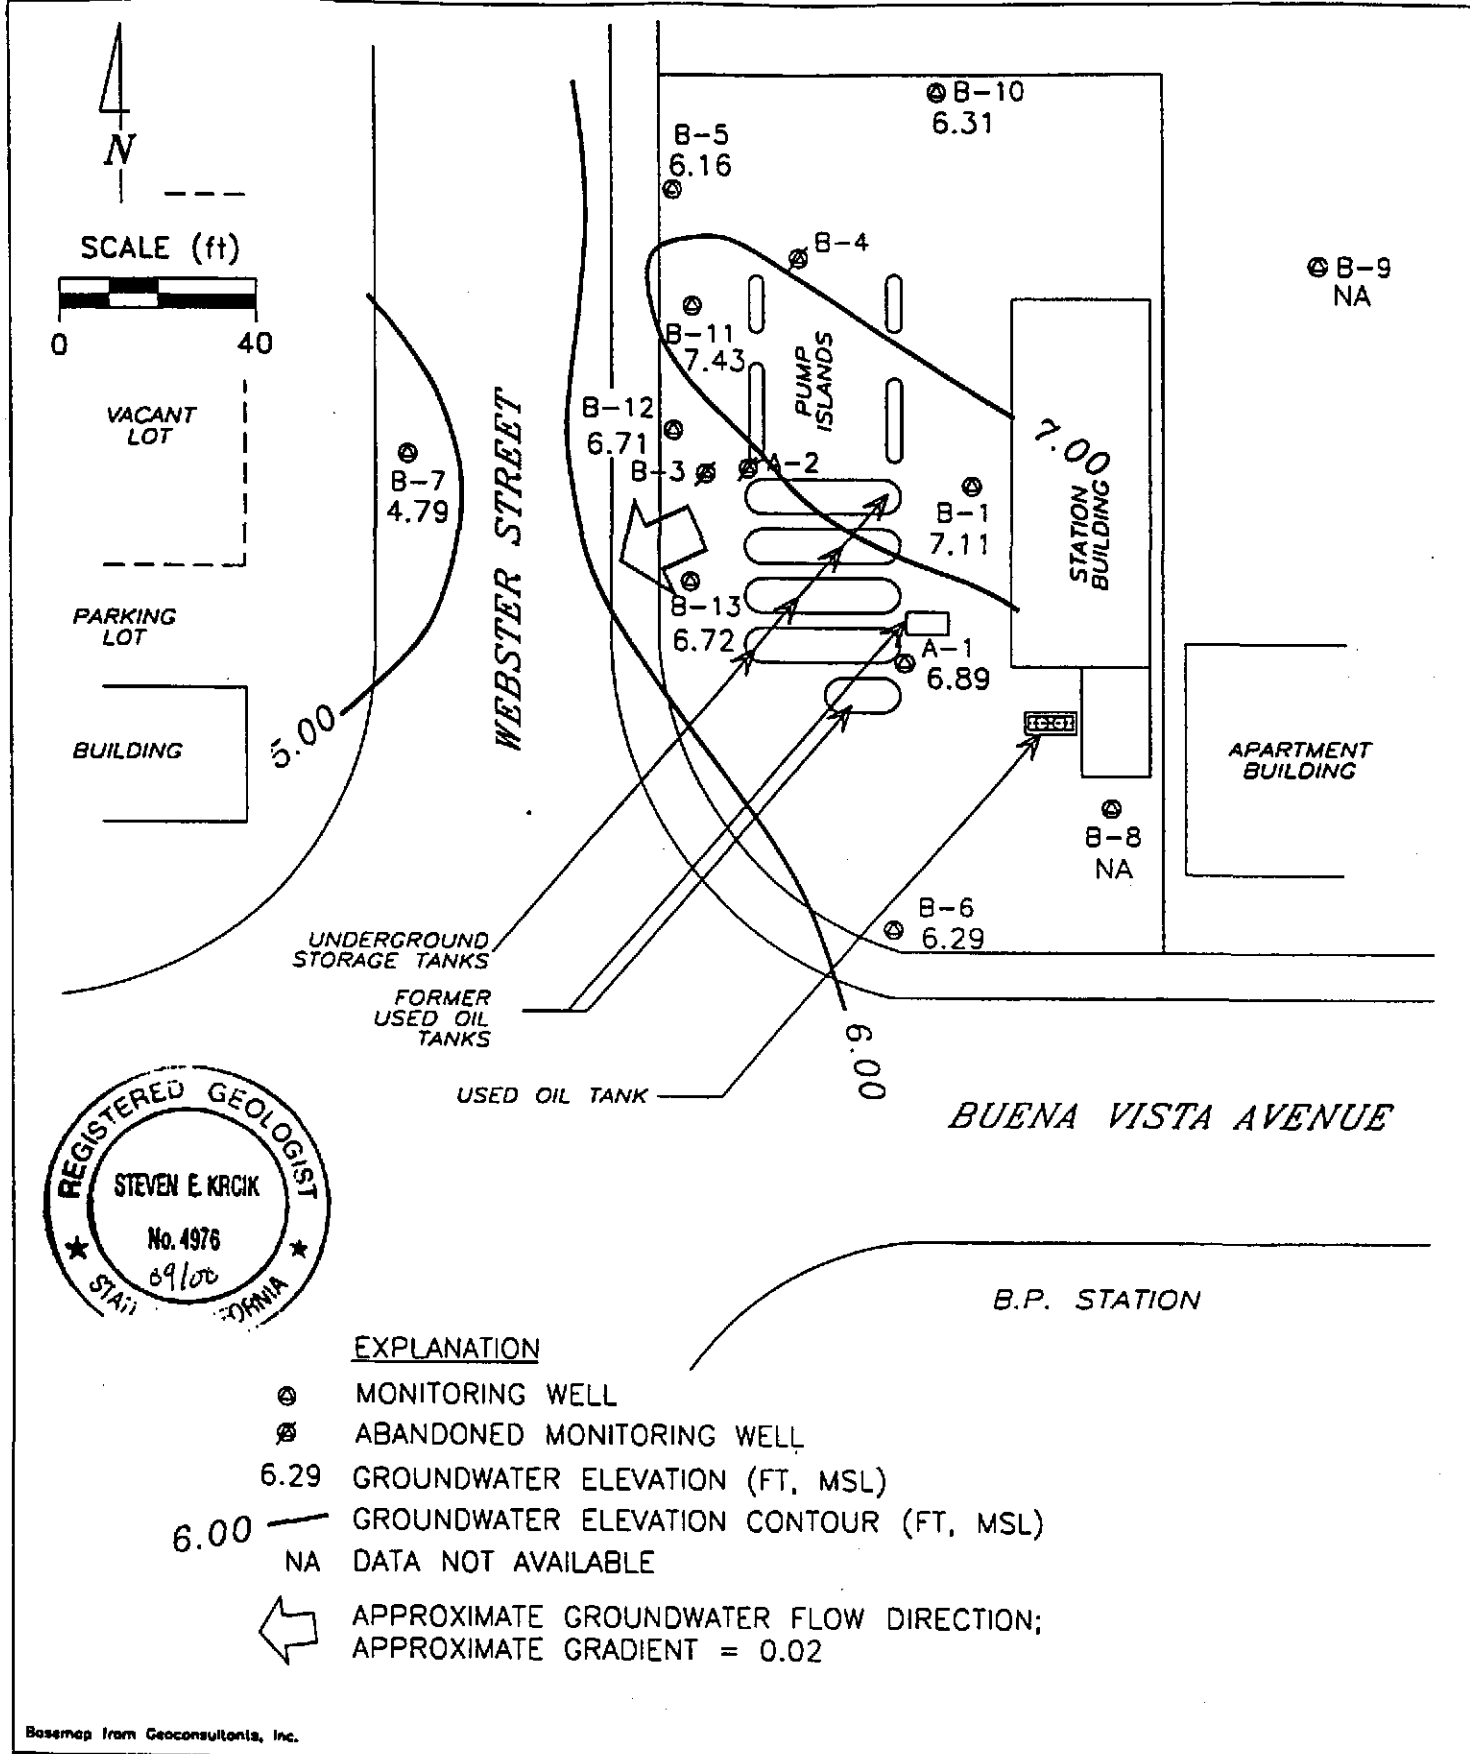 N
SCALE (ft)
0 40
VACANT
LOT
PARKING
LOT
BUILDING
B-7
4.79
5.00
WEBSTER STREET
B-5
6.16
B-10
6.31
B-4
B-9
NA
B-11
7.43
PUMP
ISLANDS
B-12
6.71
B-3
A-2
7.00
B-1
7.11
STATION
BUILDING
B-13
6.72
A-1
6.89
APARTMENT
BUILDING
B-8
NA
B-6
6.29
UNDERGROUND
STORAGE TANKS
FORMER
USED OIL
TANKS
USED OIL TANK
6.00
BUENA VISTA AVENUE
B.P. STATION
REGISTERED GEOLOGIST
STEVEN E. KRCIK
No. 4976
09/00
EXPLANATION
MONITORING WELL
ABANDONED MONITORING WELL
6.29 GROUNDWATER ELEVATION (FT, MSL)
6.00 GROUNDWATER ELEVATION CONTOUR (FT, MSL)
NA DATA NOT AVAILABLE
APPROXIMATE GROUNDWATER FLOW DIRECTION;
APPROXIMATE GRADIENT = 0.02
Basemap from Geoconsultants, Inc.